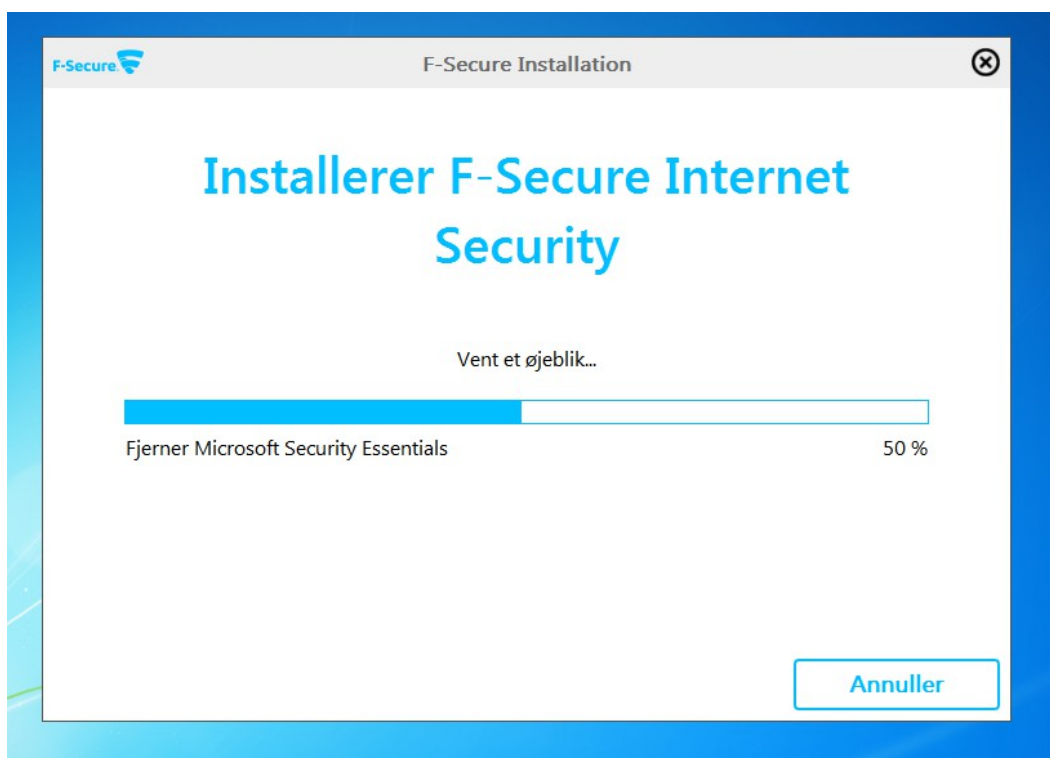 F-Secure
F-Secure Installation
Installerer F-Secure Internet
Security
Vent et øjeblik...
Fjerner Microsoft Security Essentials
50 %
Annuller